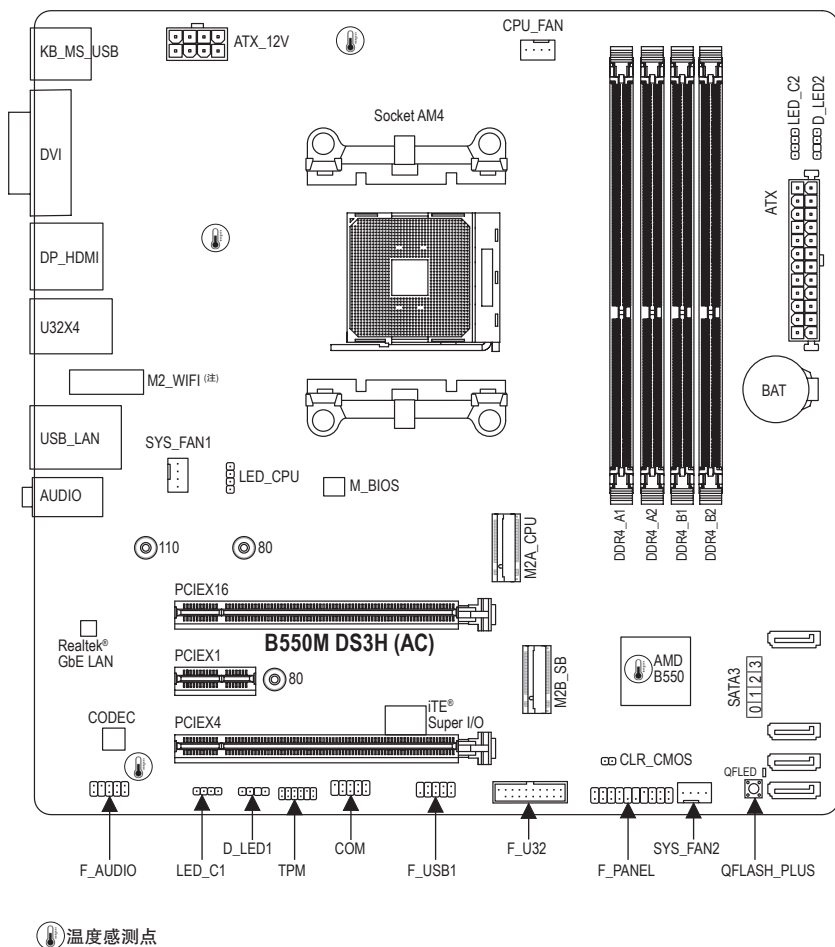 KB_MS_USB
ATX_12V
CPU_FAN
LED_C2
D_LED2
Socket AM4
DVI
ATX
DP_HDMI
U32X4
M2_WIFI (注)
BAT
USB_LAN
SYS_FAN1
LED_CPU
M_BIOS
AUDIO
DDR4_A1
DDR4_A2
DDR4_B1
DDR4_B2
110
80
M2A_CPU
PCIEX16
B550M DS3H (AC)
Realtek®
GbE LAN
PCIEX1
80
M2B_SB
AMD
B550
SATA3
0 1 2 3
CODEC
PCIEX4
iTE®
Super I/O
CLR_CMOS
QFLED
F_AUDIO
LED_C1
D_LED1
TPM
COM
F_USB1
F_U32
F_PANEL
SYS_FAN2
QFLASH_PLUS
温度感测点